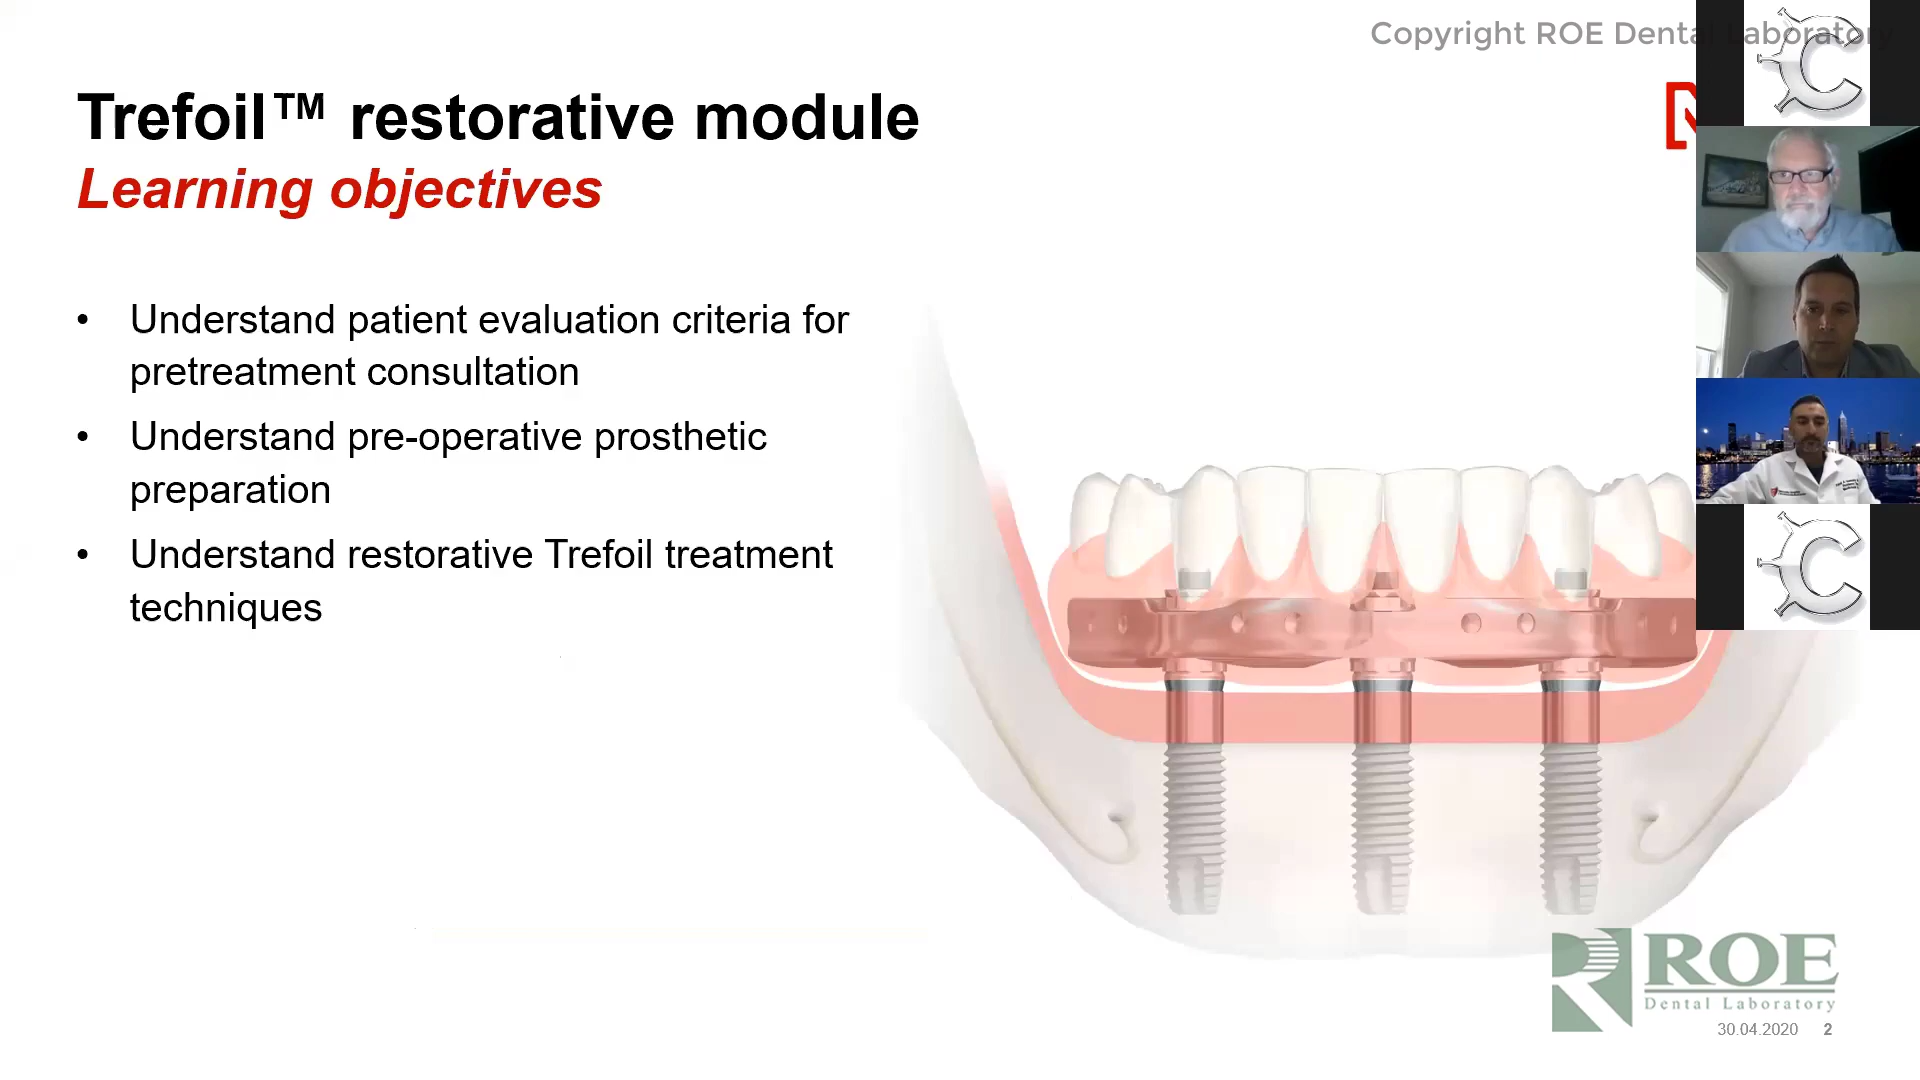 Copyright ROE Dental Laboratory
Trefoil™ restorative module
Learning objectives
• Understand patient evaluation criteria for
pretreatment consultation
• Understand pre-operative prosthetic
preparation
• Understand restorative Trefoil treatment
techniques
ROE
Dental Laboratory
30.04.2020 2